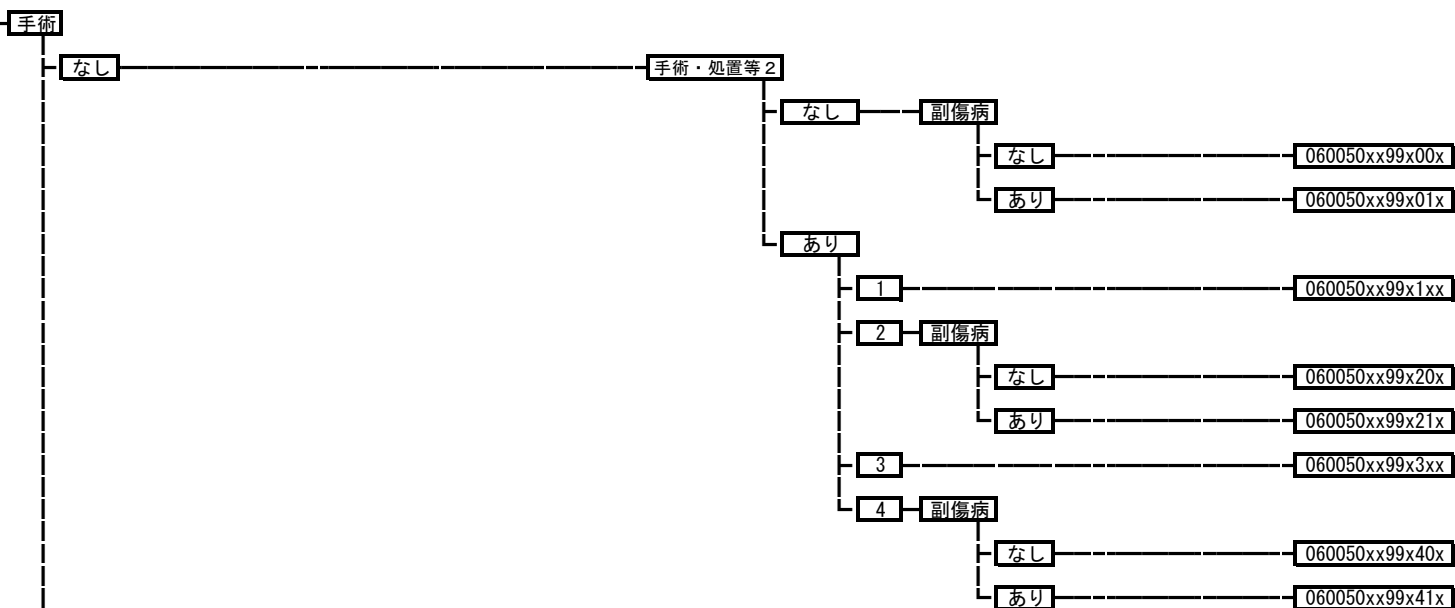 手術
なし 手術・処置等2
なし 副傷病
なし 060050xx99x00x
あり 060050xx99x01x
あり
1 060050xx99x1xx
2 副傷病
なし 060050xx99x20x
あり 060050xx99x21x
3 060050xx99x3xx
4 副傷病
なし 060050xx99x40x
あり 060050xx99x41x